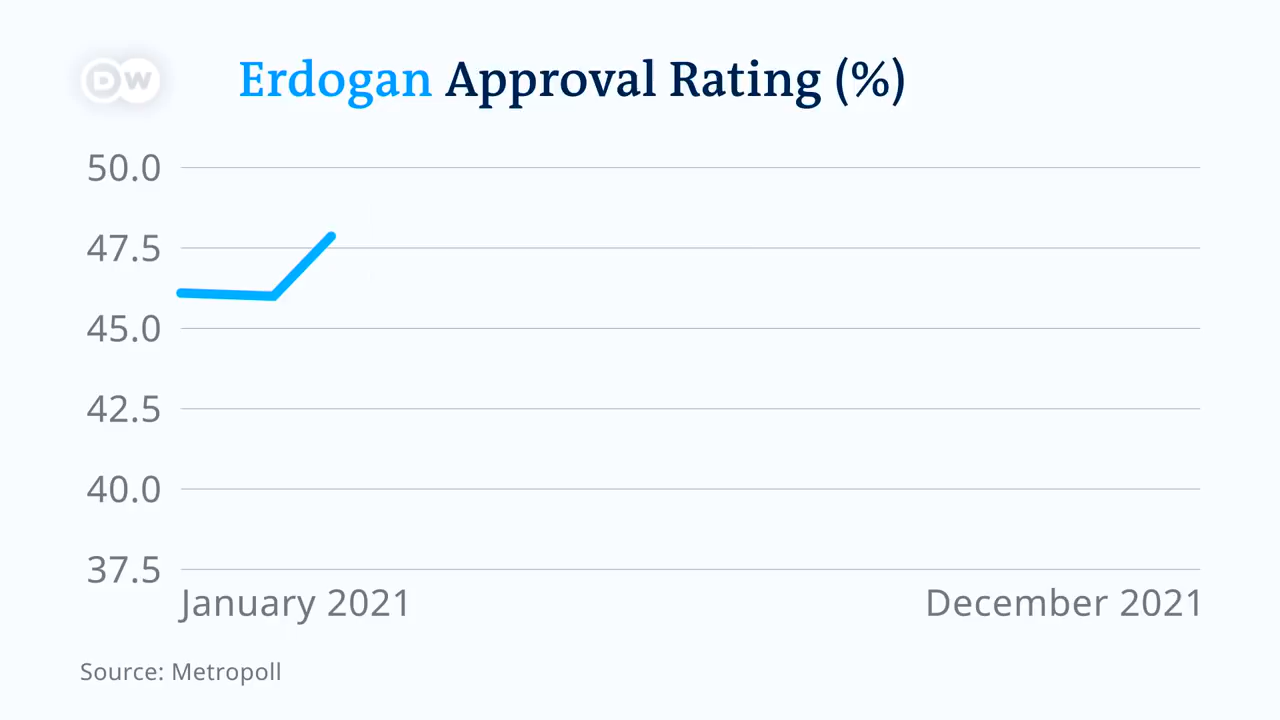 DW
Erdogan Approval Rating (%)
50.0
47.5
45.0
42.5
40.0
37.5
January 2021
December 2021
Source: Metropoll